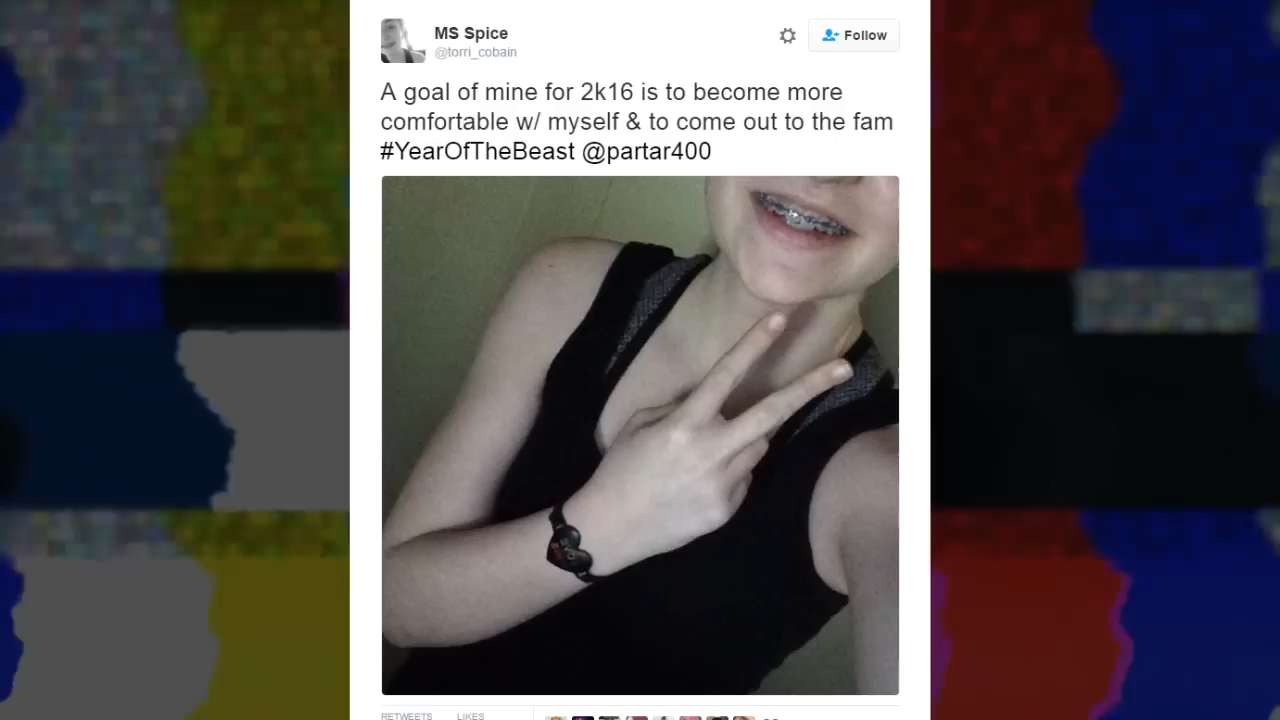 MS Spice
@torri_cobain
Follow
A goal of mine for 2k16 is to become more
comfortable w/ myself & to come out to the fam
#YearOfTheBeast @partar400
RETWEETS LIKES